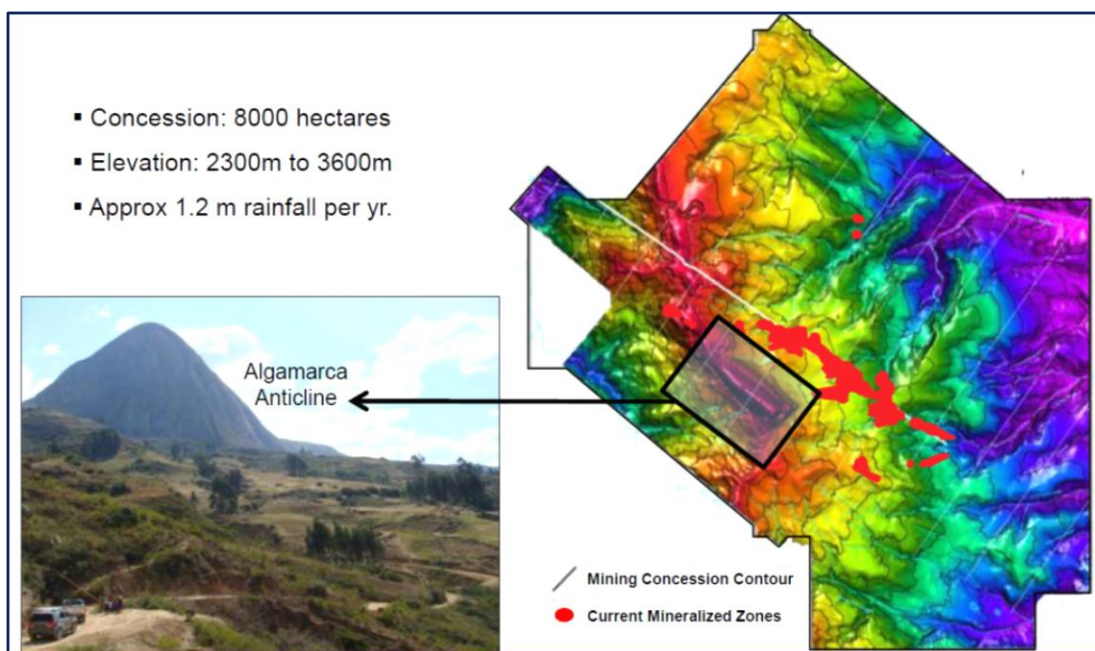 ▪ Concession: 8000 hectares
▪ Elevation: 2300m to 3600m
▪ Approx 1.2 m rainfall per yr.
Algamarca
Anticline
Mining Concession Contour
Current Mineralized Zones